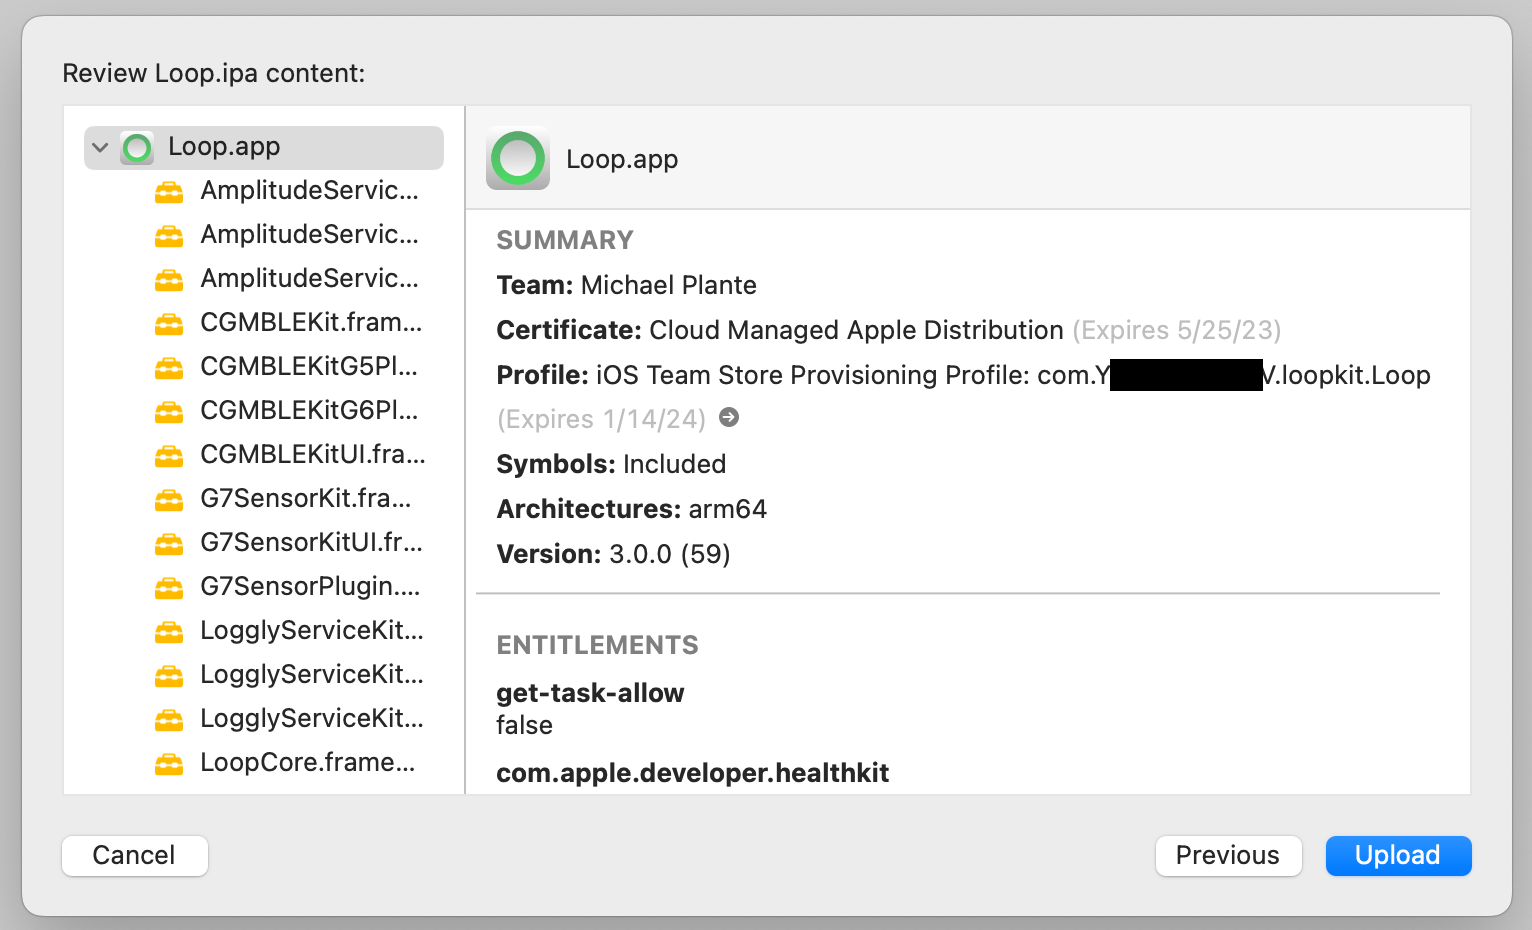 Review Loop.ipa content:
Loop.app
AmplitudeServic...
AmplitudeServic...
AmplitudeServic...
CGMBLEKit.fram...
CGMBLEKitG5Pl...
CGMBLEKitG6Pl...
CGMBLEKitUI.fra...
G7SensorKit.fra...
G7SensorKitUI.fr...
G7SensorPlugin....
LogglyServiceKit...
LogglyServiceKit...
LogglyServiceKit...
LoopCore.frame...
Loop.app
SUMMARY
Team: Michael Plante
Certificate: Cloud Managed Apple Distribution (Expires 5/25/23)
Profile: iOS Team Store Provisioning Profile: com.Y V.loopkit.Loop
(Expires 1/14/24)
Symbols: Included
Architectures: arm64
Version: 3.0.0 (59)
ENTITLEMENTS
get-task-allow
false
com.apple.developer.healthkit
Cancel
Previous
Upload